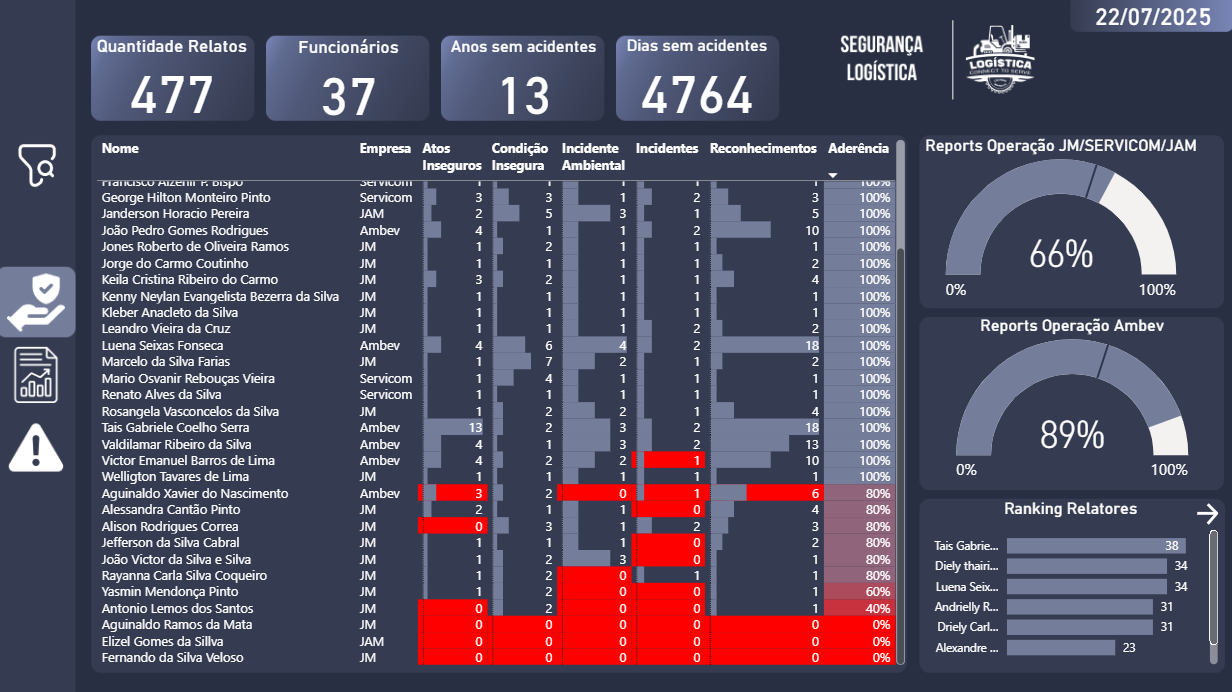 22/07/2025
Quantidade Relatos
477
Funcionários
37
Anos sem acidentes
13
Dias sem acidentes
4764
SEGURANÇA
LOGÍSTICA
LOGÍSTICA
CONNECT TO SERVE
Nome Empresa Atos Inseguros Condição Insegura Incidente Ambiental Incidentes Reconhecimentos Aderência
Francisco Alzenir P. Bispo Servicom 1 1 1 1 1 100%
George Hilton Monteiro Pinto Servicom 3 3 1 2 3 100%
Janderson Horacio Pereira JAM 2 5 3 1 5 100%
João Pedro Gomes Rodrigues Ambev 4 1 1 2 10 100%
Jones Roberto de Oliveira Ramos JM 1 2 1 1 1 100%
Jorge do Carmo Coutinho JM 1 1 1 1 2 100%
Keila Cristina Ribeiro do Carmo JM 3 2 1 1 4 100%
Kenny Neylan Evangelista Bezerra da Silva JM 1 1 1 1 1 100%
Kleber Anacleto da Silva JM 1 1 1 1 1 100%
Leandro Vieira da Cruz JM 1 1 1 2 2 100%
Luena Seixas Fonseca Ambev 4 6 4 2 18 100%
Marcelo da Silva Farias JM 1 7 2 1 2 100%
Mario Osvanir Rebouças Vieira Servicom 1 4 1 1 1 100%
Renato Alves da Silva Servicom 1 1 1 1 1 100%
Rosangela Vasconcelos da Silva JM 1 2 2 1 4 100%
Tais Gabriele Coelho Serra Ambev 13 2 3 2 18 100%
Valdilamar Ribeiro da Silva Ambev 4 1 3 2 13 100%
Victor Emanuel Barros de Lima Ambev 4 2 2 1 10 100%
Welligton Tavares de Lima JM 1 1 1 1 1 100%
Aguinaldo Xavier do Nascimento Ambev 3 2 0 1 6 80%
Alessandra Cantão Pinto JM 2 1 1 0 4 80%
Alison Rodrigues Correa JM 0 3 1 2 3 80%
Jefferson da Silva Cabral JM 1 1 1 0 2 80%
João Victor da Silva e Silva JM 1 2 3 0 1 80%
Rayanna Carla Silva Coqueiro JM 1 2 0 1 1 80%
Yasmin Mendonça Pinto JM 1 2 0 0 1 60%
Antonio Lemos dos Santos JM 0 2 0 0 1 40%
Aguinaldo Ramos da Mata JM 0 0 0 0 0 0%
Elizel Gomes da Sillva JAM 0 0 0 0 0 0%
Fernando da Silva Veloso JM 0 0 0 0 0 0%
Reports Operação JM/SERVICOM/JAM
66%
0% 100%
Reports Operação Ambev
89%
0% 100%
Ranking Relatores
Tais Gabrie... 38
Diely thairi... 34
Luena Seix... 34
Andrielly R... 31
Driely Carl... 31
Alexandre ... 23